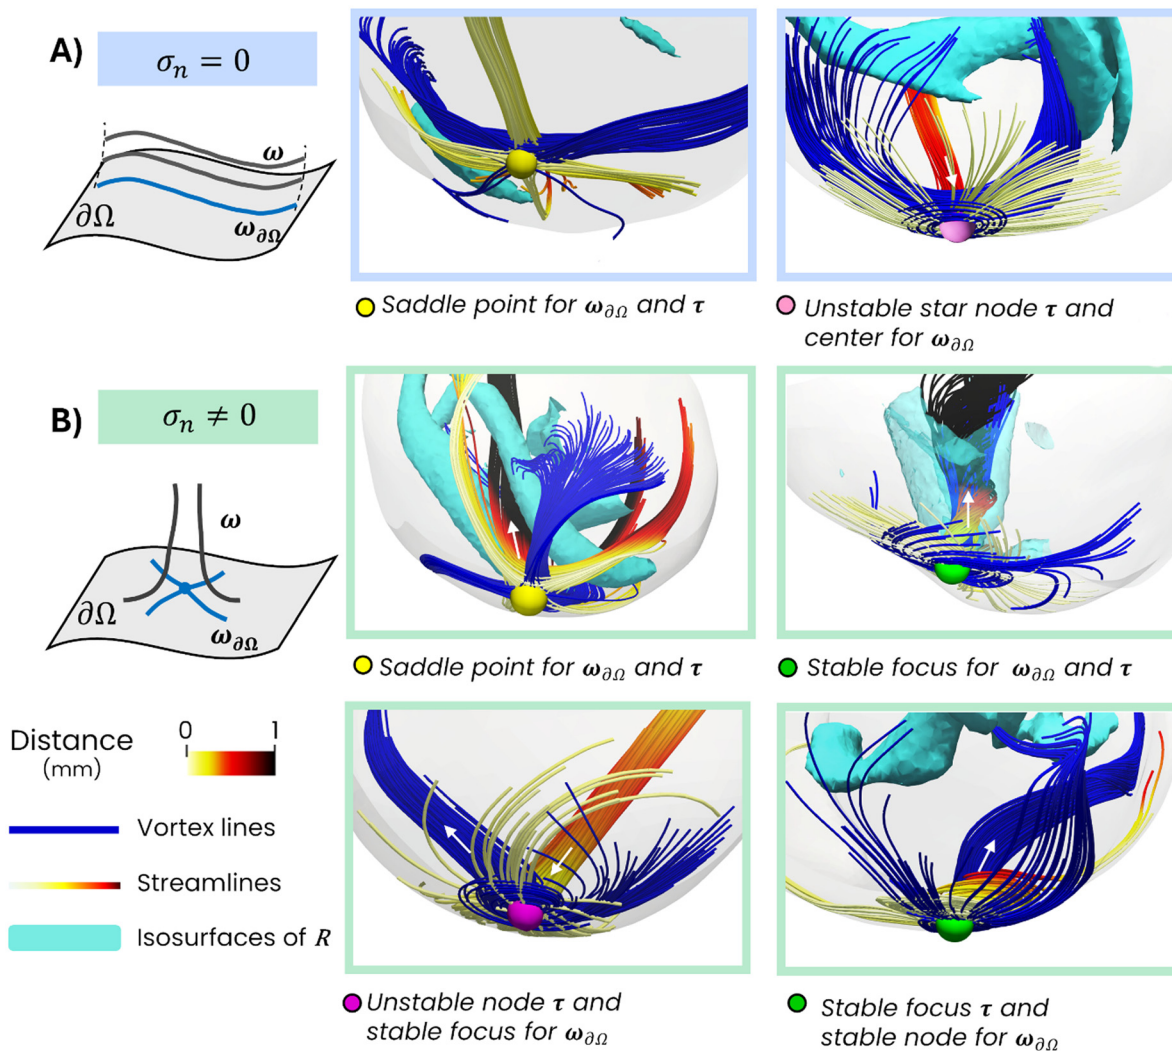 A)
σₙ = 0
ω
∂Ω
ω∂Ω
Saddle point for ω∂Ω and τ
Unstable star node τ and
center for ω∂Ω
B)
σₙ ≠ 0
ω
∂Ω
ω∂Ω
Saddle point for ω∂Ω and τ
Stable focus for ω∂Ω and τ
Distance
(mm)
0 1
Vortex lines
Streamlines
Isosurfaces of R
Unstable node τ and
stable focus for ω∂Ω
Stable focus τ and
stable node for ω∂Ω